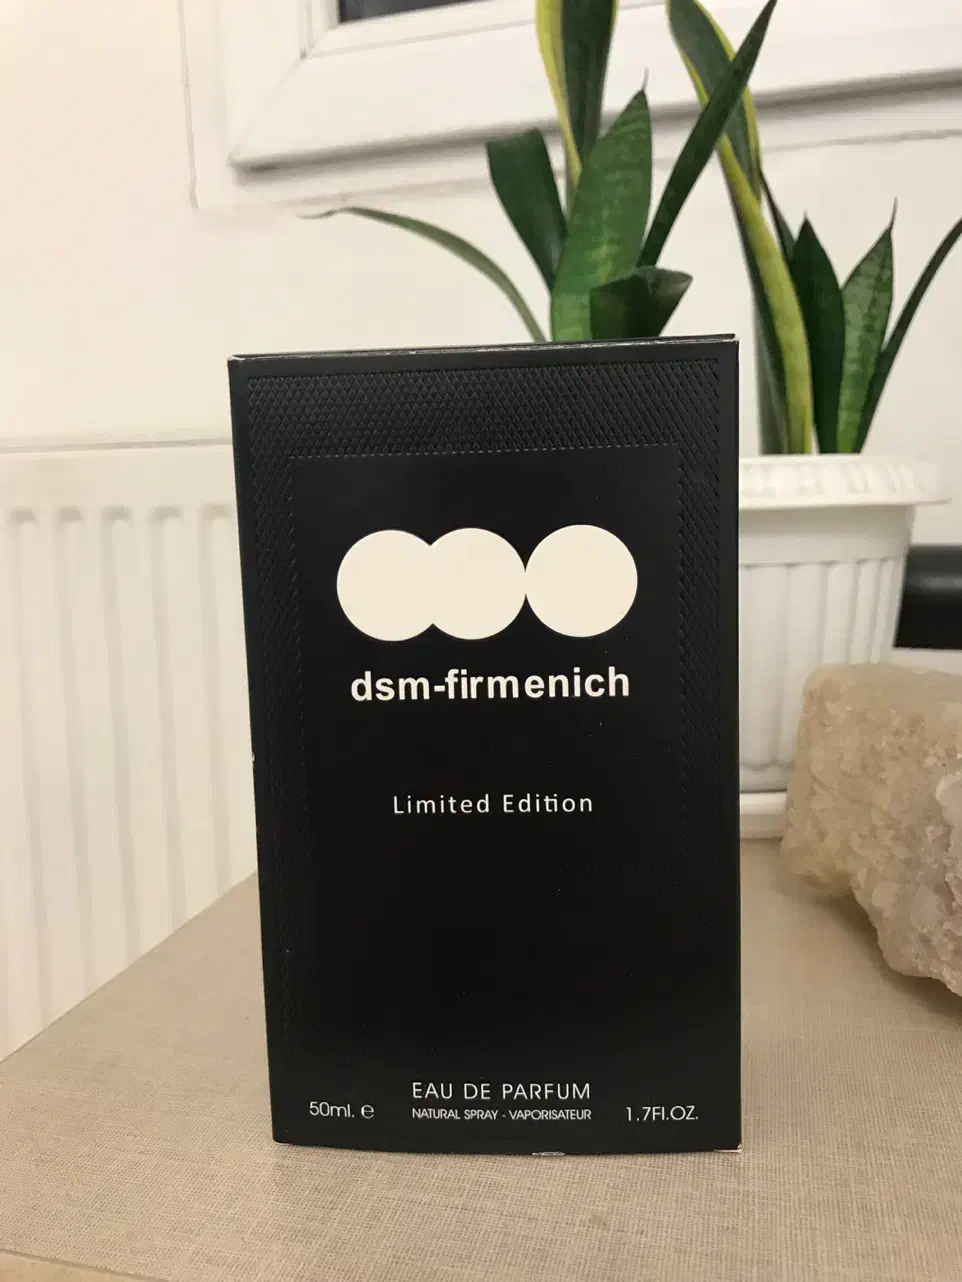 dsm-firmenich
Limited Edition
EAU DE PARFUM
50ml. e NATURAL SPRAY - VAPORISATEUR 1.7Fl.OZ.